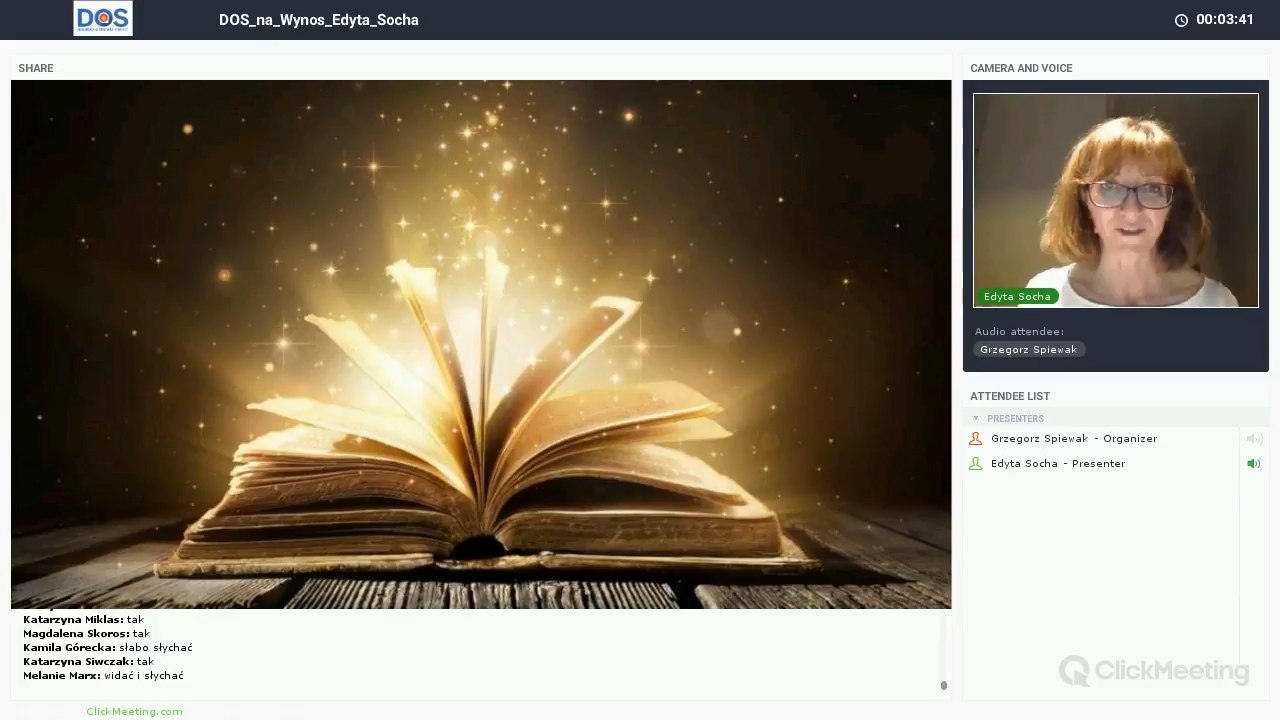 DOS
DOS_na_Wynos_Edyta_Socha
00:03:41
SHARE
CAMERA AND VOICE
Edyta Socha
Audio attendee:
Grzegorz Spiewak
ATTENDEE LIST
PRESENTERS
Grzegorz Spiewak - Organizer
Edyta Socha - Presenter
Katarzyna Miklas: tak
Magdalena Skoros: tak
Kamila Górecka: słabo słychać
Katarzyna Siwczak: tak
Melanie Marx: widać i słychać
ClickMeeting
ClickMeeting.com